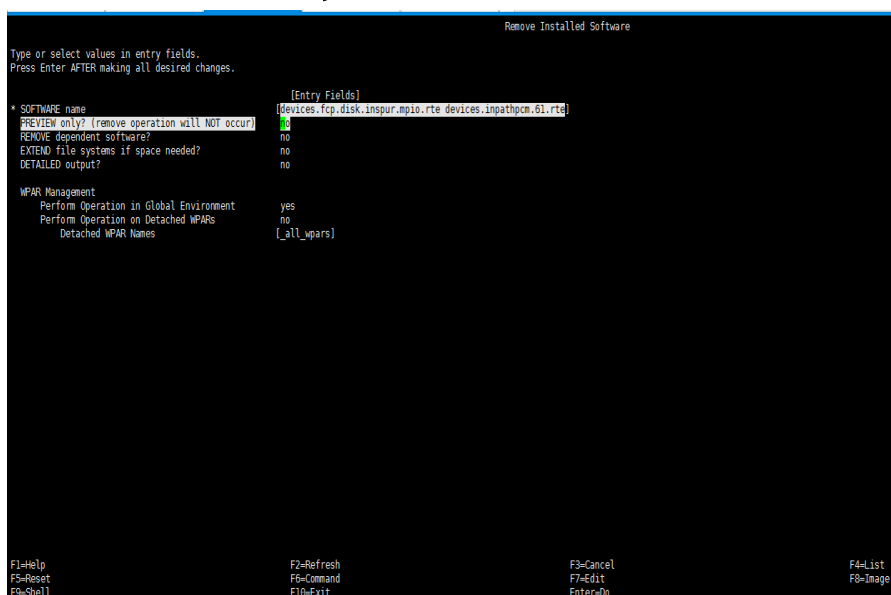 Remove Installed Software
Type or select values in entry fields.
Press Enter AFTER making all desired changes.
[Entry Fields]
* SOFTWARE name [devices.fcp.disk.inspur.mpio.rte devices.inpathpcm.61.rte]
PREVIEW only? (remove operation will NOT occur) no
REMOVE dependent software? no
EXTEND file systems if space needed? no
DETAILED output? no
WPAR Management
Perform Operation in Global Environment yes
Perform Operation on Detached WPARs no
Detached WPAR Names [_all_wpars]
F1=Help F2=Refresh F3=Cancel F4=List
F5=Reset F6=Command F7=Edit F8=Image
F9=Shell F10=Exit Enter=Do